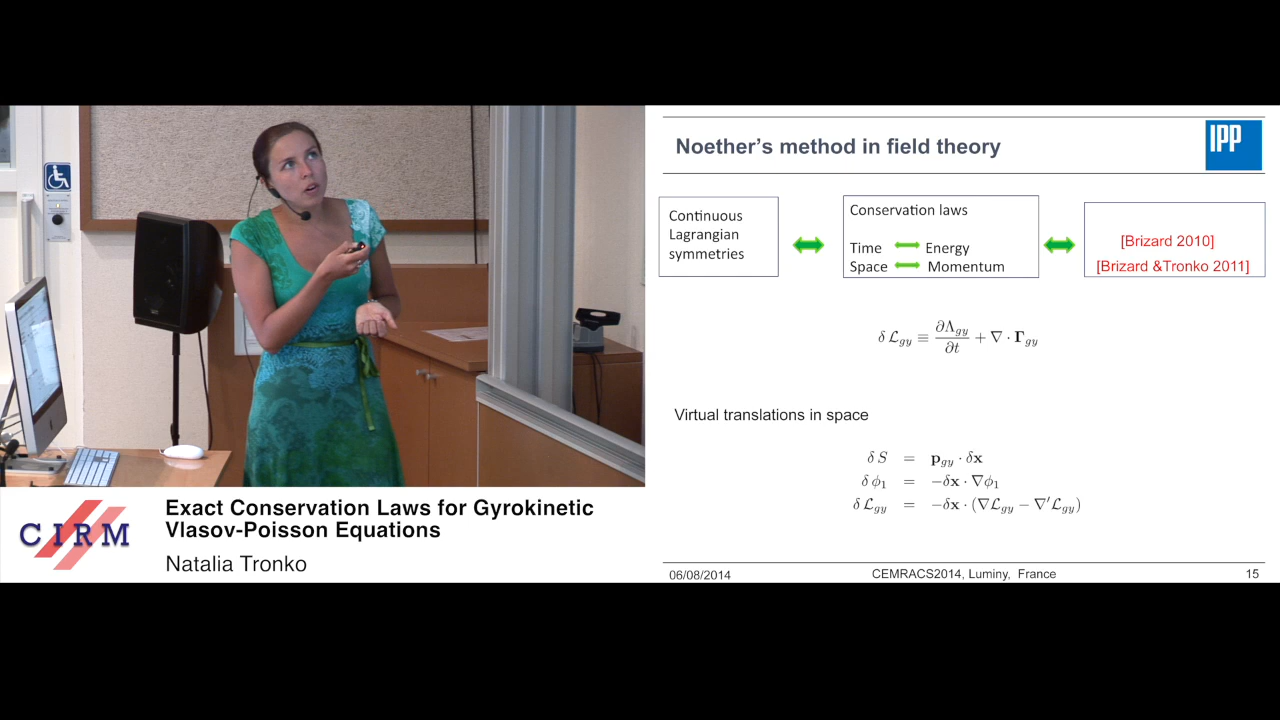 Noether's method in field theory
IPP
Continuous
Lagrangian
symmetries
Conservation laws
Time Energy
Space Momentum
[Brizard 2010]
[Brizard &Tronko 2011]
δ ℒ_gy ≡ ∂Λ_gy/∂t + ∇ · Γ_gy
Virtual translations in space
δ S = p_gy · δx
δ ϕ₁ = −δx · ∇ϕ₁
δ ℒ_gy = −δx · (∇ℒ_gy − ∇′ℒ_gy)
06/08/2014 CEMRACS2014, Luminy, France 15
CIRM
Exact Conservation Laws for Gyrokinetic
Vlasov-Poisson Equations
Natalia Tronko